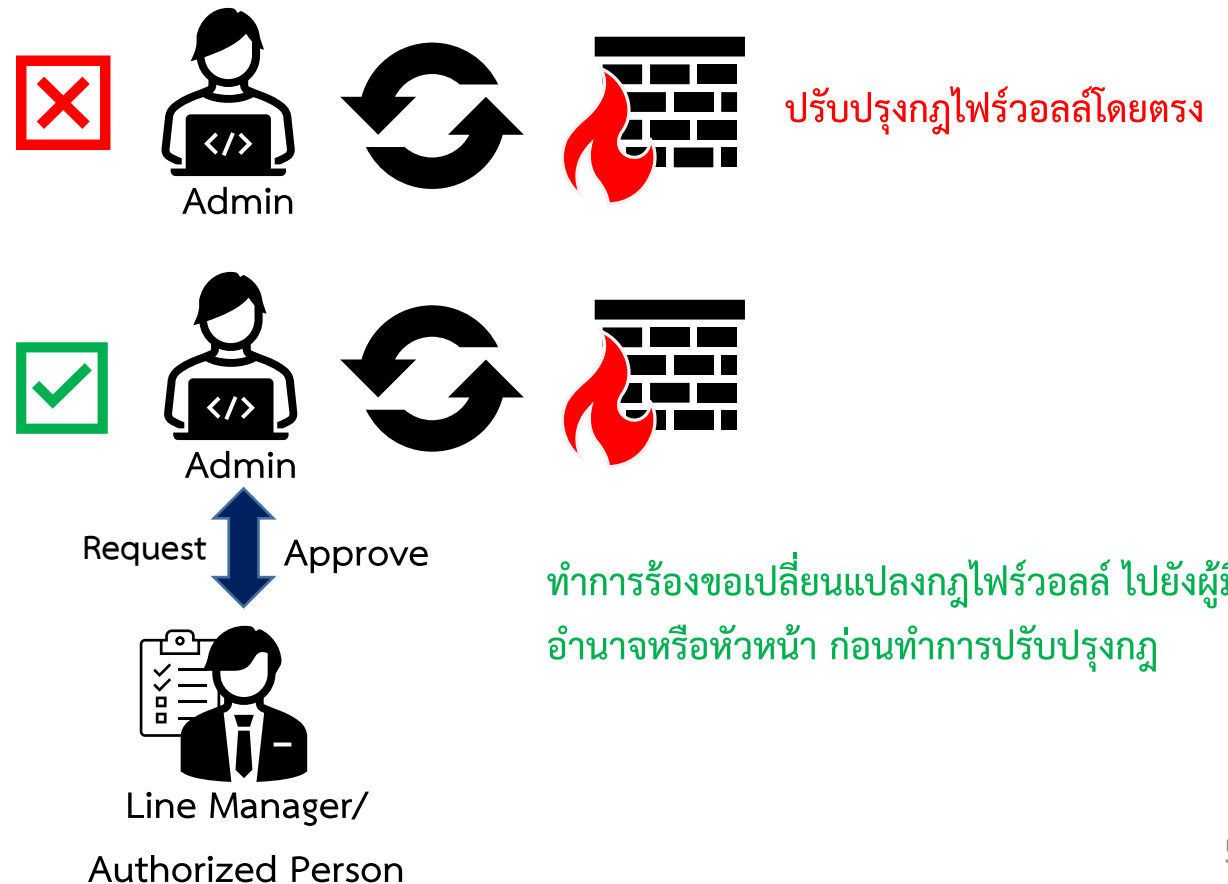 </>
ปรับปรุงกฎไฟร์วอลล์โดยตรง
Admin
</>
Admin
Request
Approve
ทำการร้องขอเปลี่ยนแปลงกฎไฟร์วอลล์ ไปยัง
อำนาจหรือหัวหน้า ก่อนทำการปรับปรุงกฎ
Line Manager/
Authorized Person